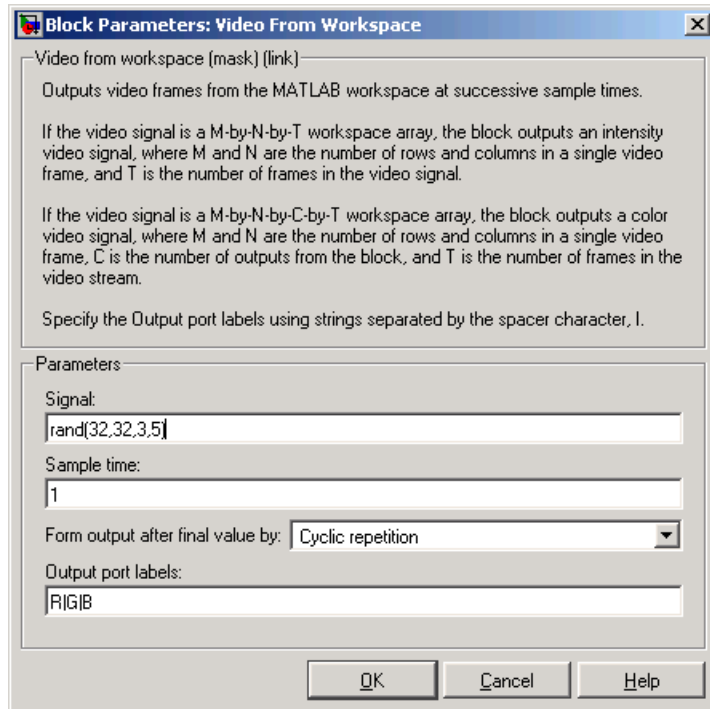 Block Parameters: Video From Workspace
Video from workspace (mask) (link)
Outputs video frames from the MATLAB workspace at successive sample times.
If the video signal is a M-by-N-by-T workspace array, the block outputs an intensity
video signal, where M and N are the number of rows and columns in a single video
frame, and T is the number of frames in the video signal.
If the video signal is a M-by-N-by-C-by-T workspace array, the block outputs a color
video signal, where M and N are the number of rows and columns in a single video
frame, C is the number of outputs from the block, and T is the number of frames in the
video stream.
Specify the Output port labels using strings separated by the spacer character, |.
Parameters
Signal:
rand(32,32,3,5)
Sample time:
1
Form output after final value by: Cyclic repetition
Output port labels:
R|G|B
OK Cancel Help